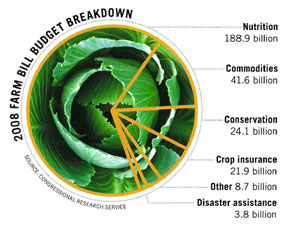 2008 FARM BILL BUDGET BREAKDOWN
Nutrition
188.9 billion
Commodities
41.6 billion
Conservation
24.1 billion
Crop insurance
21.9 billion
Other 8.7 billion
Disaster assistance
3.8 billion
SOURCE: CONGRESSIONAL RESEARCH SERVICE